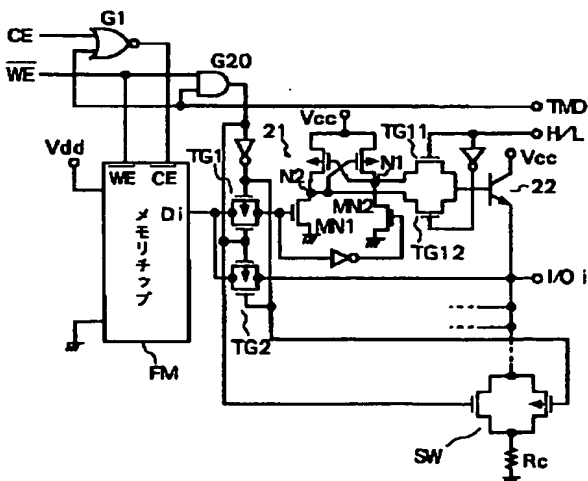 G1
CE
WE
G20
TMD
H/L
Vcc
TG11
Vcc
Vdd
21
TG1
N1
N2
22
WE
CE
Di
メモリチップ
MN1
MN2
TG12
I/Oi
TG2
FM
SW
Rc